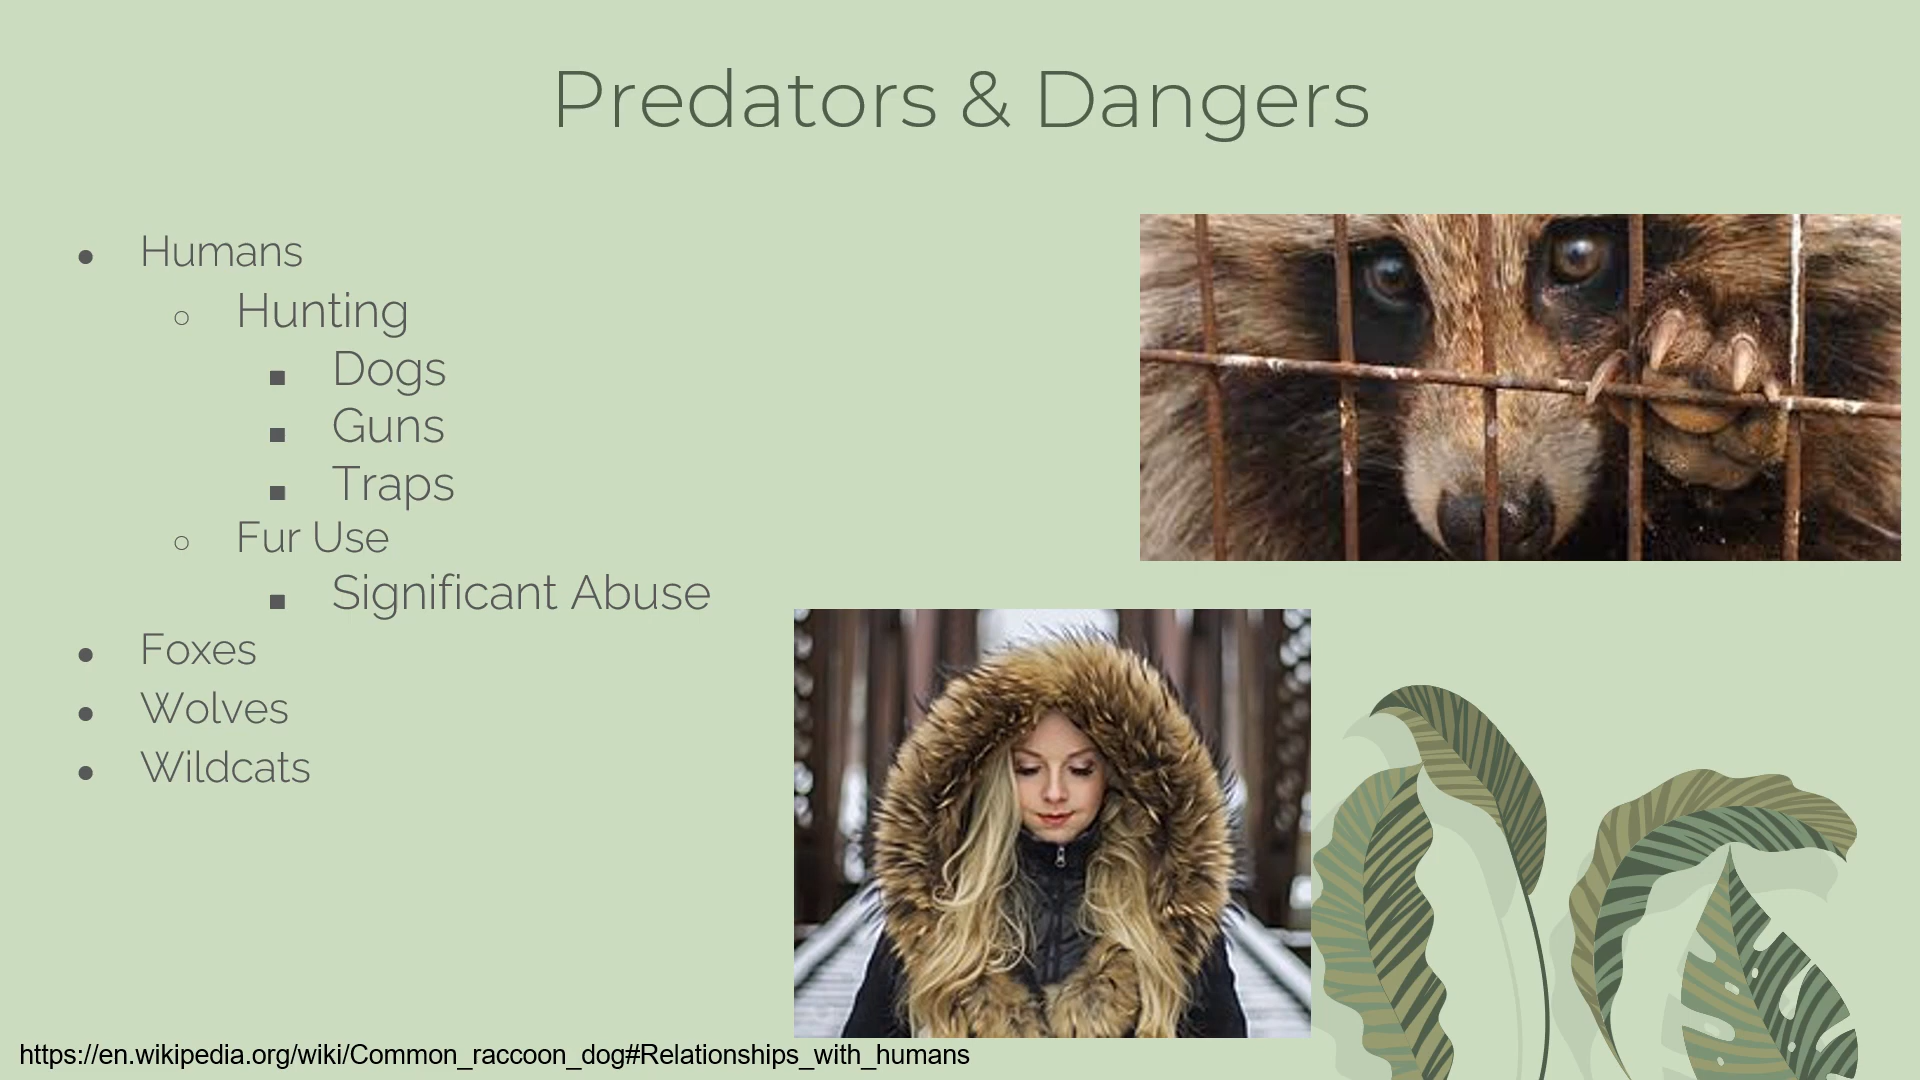 Predators & Dangers
● Humans
○ Hunting
■ Dogs
■ Guns
■ Traps
○ Fur Use
■ Significant Abuse
● Foxes
● Wolves
● Wildcats
https://en.wikipedia.org/wiki/Common_raccoon_dog#Relationships_with_humans